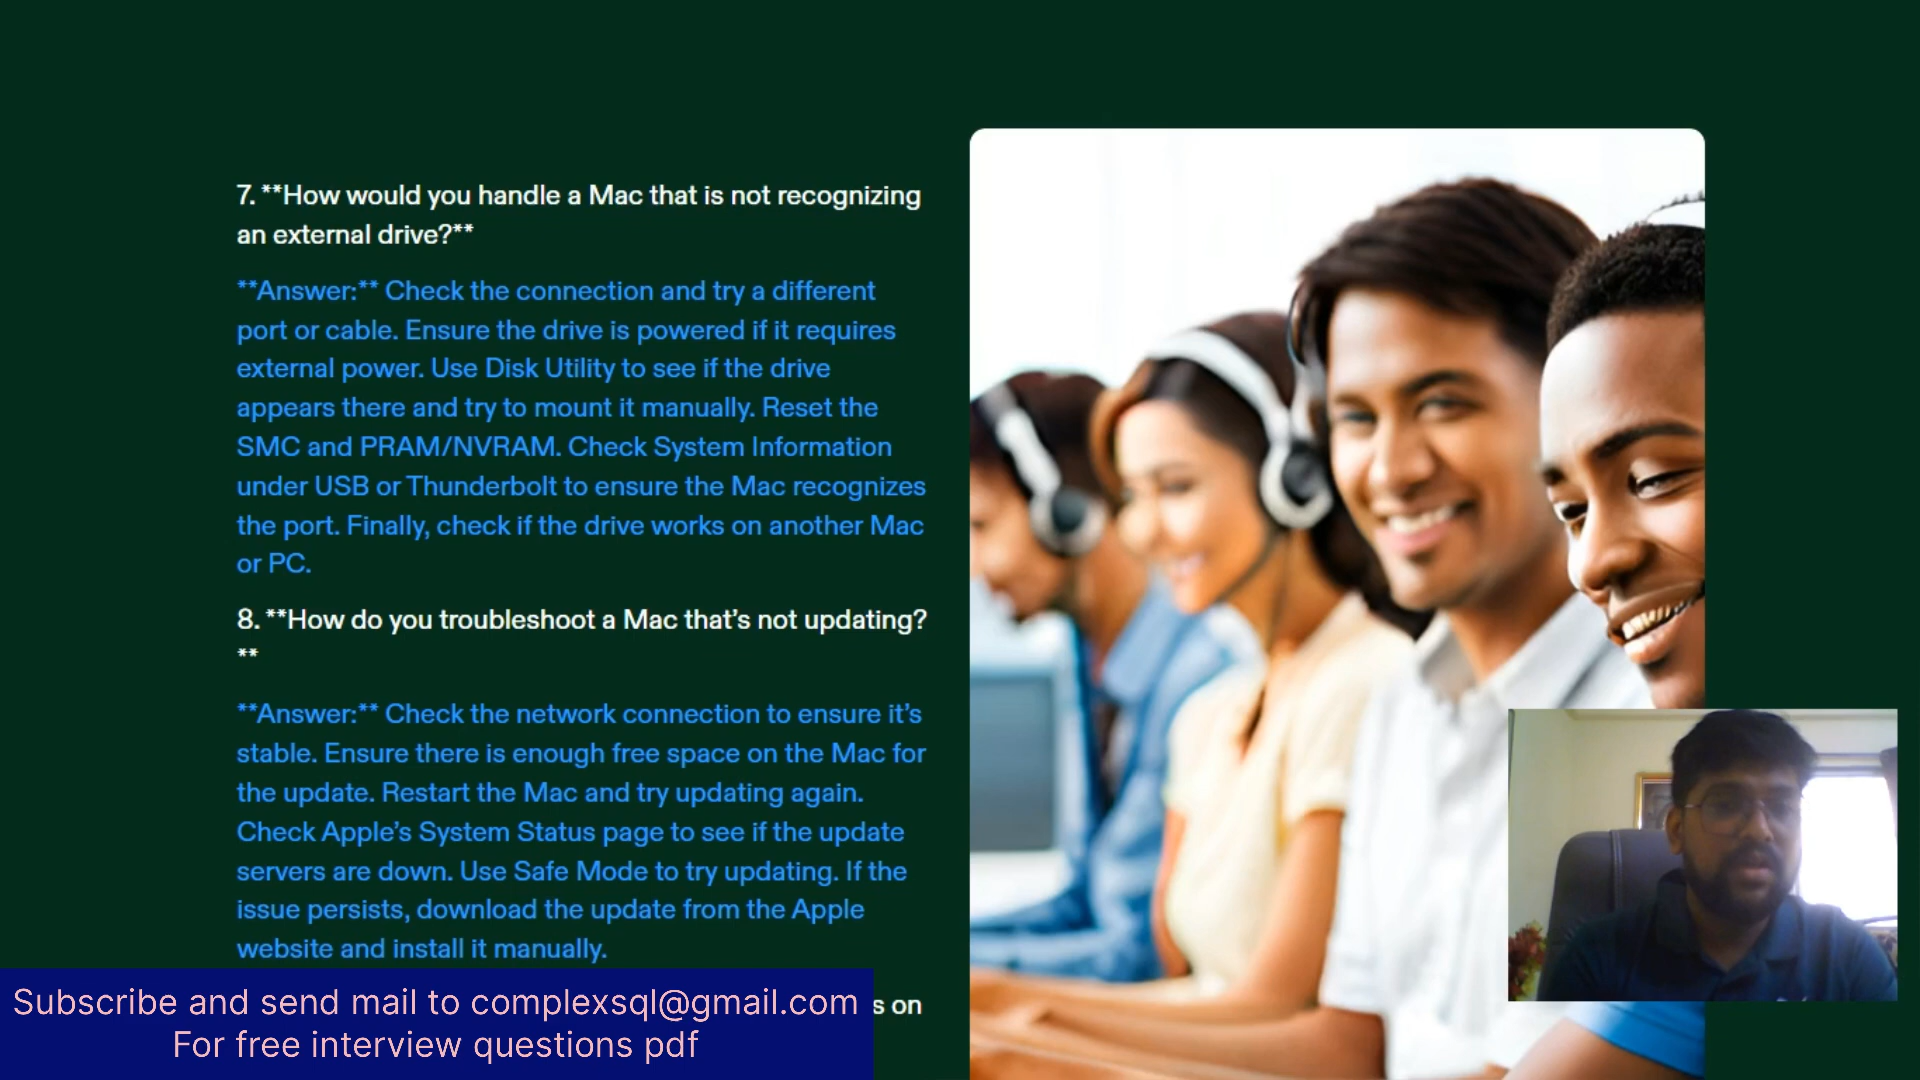 7. **How would you handle a Mac that is not recognizing
an external drive?**
**Answer:** Check the connection and try a different
port or cable. Ensure the drive is powered if it requires
external power. Use Disk Utility to see if the drive
appears there and try to mount it manually. Reset the
SMC and PRAM/NVRAM. Check System Information
under USB or Thunderbolt to ensure the Mac recognizes
the port. Finally, check if the drive works on another Mac
or PC.
8. **How do you troubleshoot a Mac that’s not updating?
**
**Answer:** Check the network connection to ensure it’s
stable. Ensure there is enough free space on the Mac for
the update. Restart the Mac and try updating again.
Check Apple’s System Status page to see if the update
servers are down. Use Safe Mode to try updating. If the
issue persists, download the update from the Apple
website and install it manually.
s on
Subscribe and send mail to complexsql@gmail.com
For free interview questions pdf